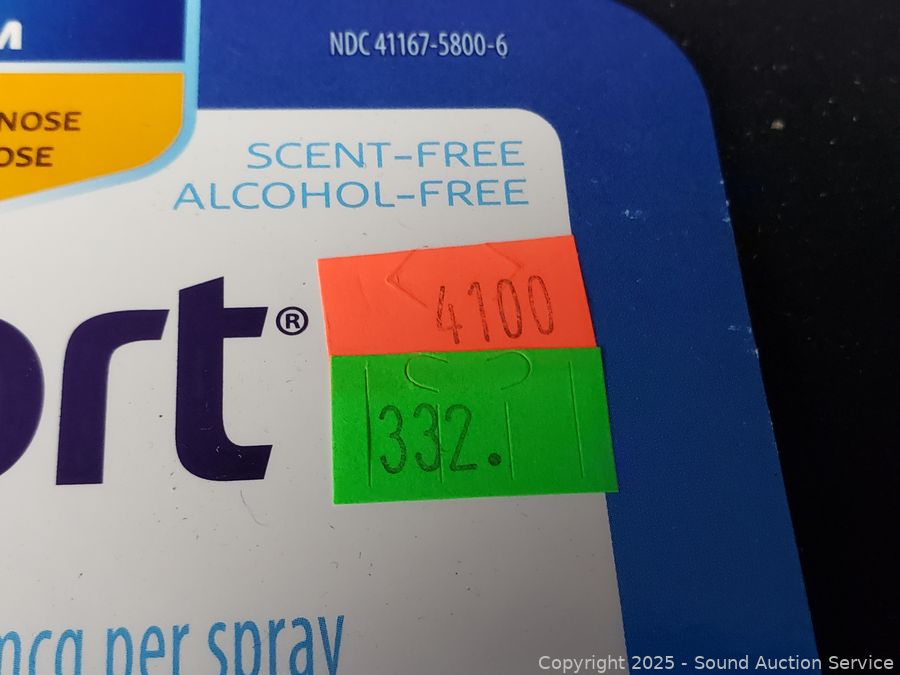 M
NDC 41167-5800-6
NOSE
OSE
SCENT-FREE
ALCOHOL-FREE
ort®
4100
332.
mcg per spray
Copyright 2025 - Sound Auction Service